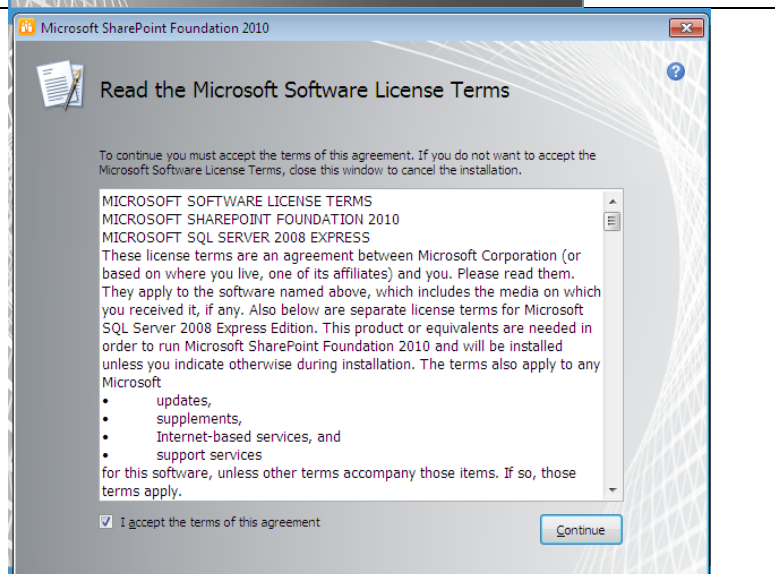 Microsoft SharePoint Foundation 2010
Read the Microsoft Software License Terms
To continue you must accept the terms of this agreement. If you do not want to accept the
Microsoft Software License Terms, close this window to cancel the installation.
MICROSOFT SOFTWARE LICENSE TERMS
MICROSOFT SHAREPOINT FOUNDATION 2010
MICROSOFT SQL SERVER 2008 EXPRESS
These license terms are an agreement between Microsoft Corporation (or
based on where you live, one of its affiliates) and you. Please read them.
They apply to the software named above, which includes the media on which
you received it, if any. Also below are separate license terms for Microsoft
SQL Server 2008 Express Edition. This product or equivalents are needed in
order to run Microsoft SharePoint Foundation 2010 and will be installed
unless you indicate otherwise during installation. The terms also apply to any
Microsoft
• updates,
• supplements,
• Internet-based services, and
• support services
for this software, unless other terms accompany those items. If so, those
terms apply.
I accept the terms of this agreement
Continue